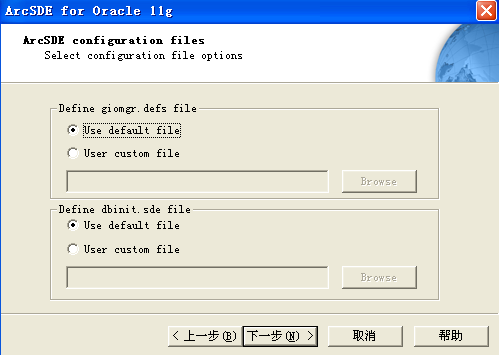 ArcSDE for Oracle 11g
ArcSDE configuration files
Select configuration file options
Define giomgr.defs file
Use default file
User custom file
Browse
Define dbinit.sde file
Use default file
User custom file
Browse
< 上一步(B) 下一步(N) > 取消 帮助